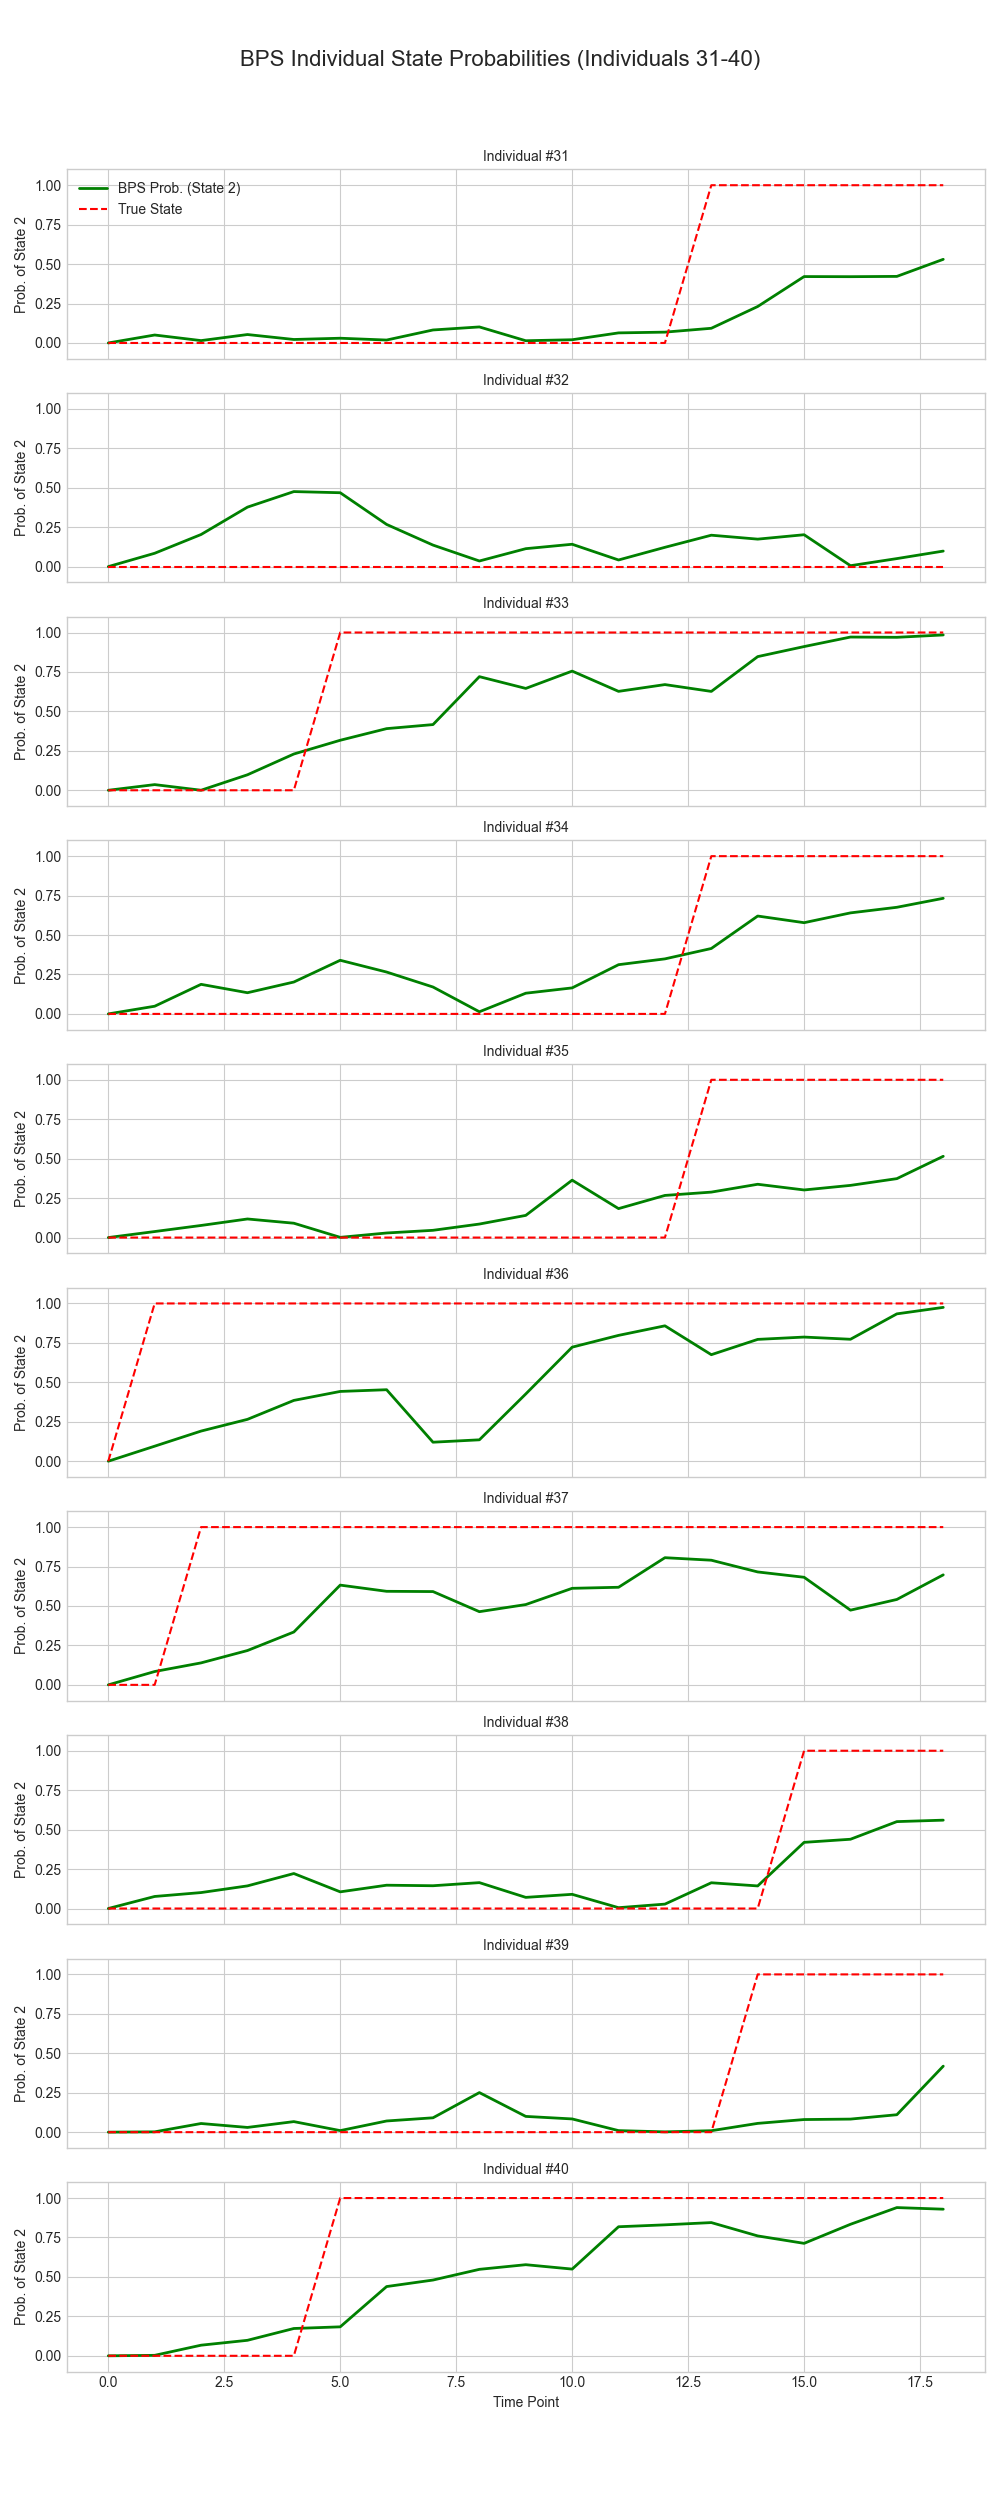 BPS Individual State Probabilities (Individuals 31-40)
Individual #31
BPS Prob. (State 2)
True State
1.00
0.75
0.50
0.25
0.00
Prob. of State 2
Individual #32
1.00
0.75
0.50
0.25
0.00
Prob. of State 2
Individual #33
1.00
0.75
0.50
0.25
0.00
Prob. of State 2
Individual #34
1.00
0.75
0.50
0.25
0.00
Prob. of State 2
Individual #35
1.00
0.75
0.50
0.25
0.00
Prob. of State 2
Individual #36
1.00
0.75
0.50
0.25
0.00
Prob. of State 2
Individual #37
1.00
0.75
0.50
0.25
0.00
Prob. of State 2
Individual #38
1.00
0.75
0.50
0.25
0.00
Prob. of State 2
Individual #39
1.00
0.75
0.50
0.25
0.00
Prob. of State 2
Individual #40
1.00
0.75
0.50
0.25
0.00
Prob. of State 2
0.0 2.5 5.0 7.5 10.0 12.5 15.0 17.5
Time Point